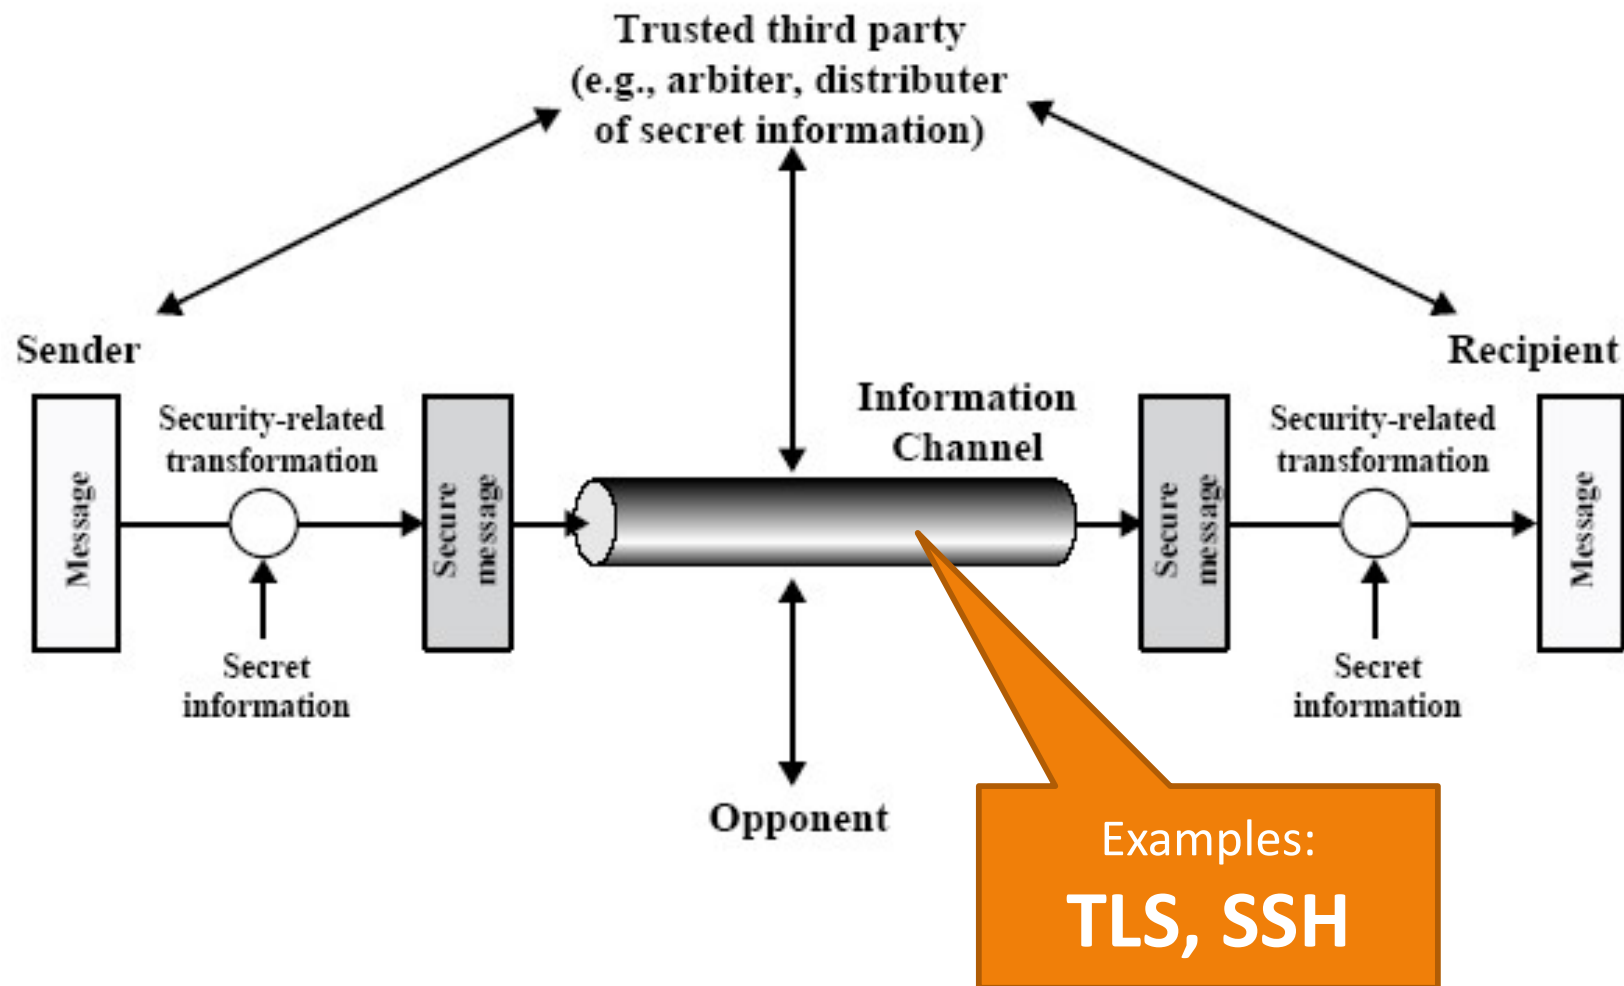 Trusted third party
(e.g., arbiter, distributer
of secret information)
Sender
Recipient
Information
Channel
Security-related
transformation
Security-related
transformation
Message
Secure
message
Secure
message
Message
Secret
information
Secret
information
Opponent
Examples:
TLS, SSH